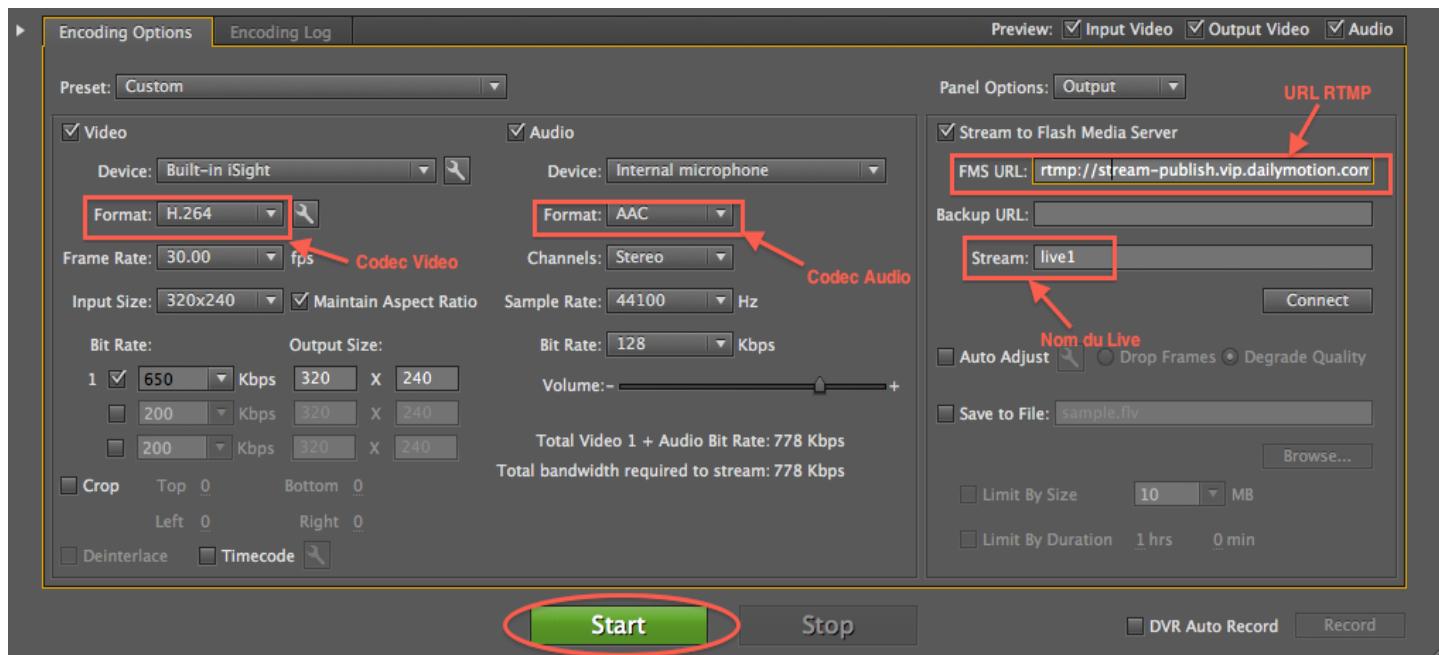 Encoding Options
Encoding Log
Preview: Input Video Output Video Audio
Preset: Custom
Panel Options: Output
URL RTMP
Video
Audio
Stream to Flash Media Server
Device: Built-in iSight
Device: Internal microphone
FMS URL: rtmp://stream-publish.vip.dailymotion.com
Format: H.264
Format: AAC
Backup URL:
Frame Rate: 30.00 fps
Codec Video
Channels: Stereo
Codec Audio
Stream: live1
Input Size: 320x240 Maintain Aspect Ratio
Sample Rate: 44100 Hz
Connect
Bit Rate: Output Size:
Bit Rate: 128 Kbps
Nom du Live
Auto Adjust Drop Frames Degrade Quality
1 650 Kbps 320 X 240
Volume:- +
200 Kbps 320 X 240
Save to File: sample.flv
200 Kbps 320 X 240
Total Video 1 + Audio Bit Rate: 778 Kbps
Total bandwidth required to stream: 778 Kbps
Browse...
Crop Top 0 Bottom 0
Limit By Size 10 MB
Left 0 Right 0
Limit By Duration 1 hrs 0 min
Deinterlace Timecode
Start
Stop
DVR Auto Record
Record